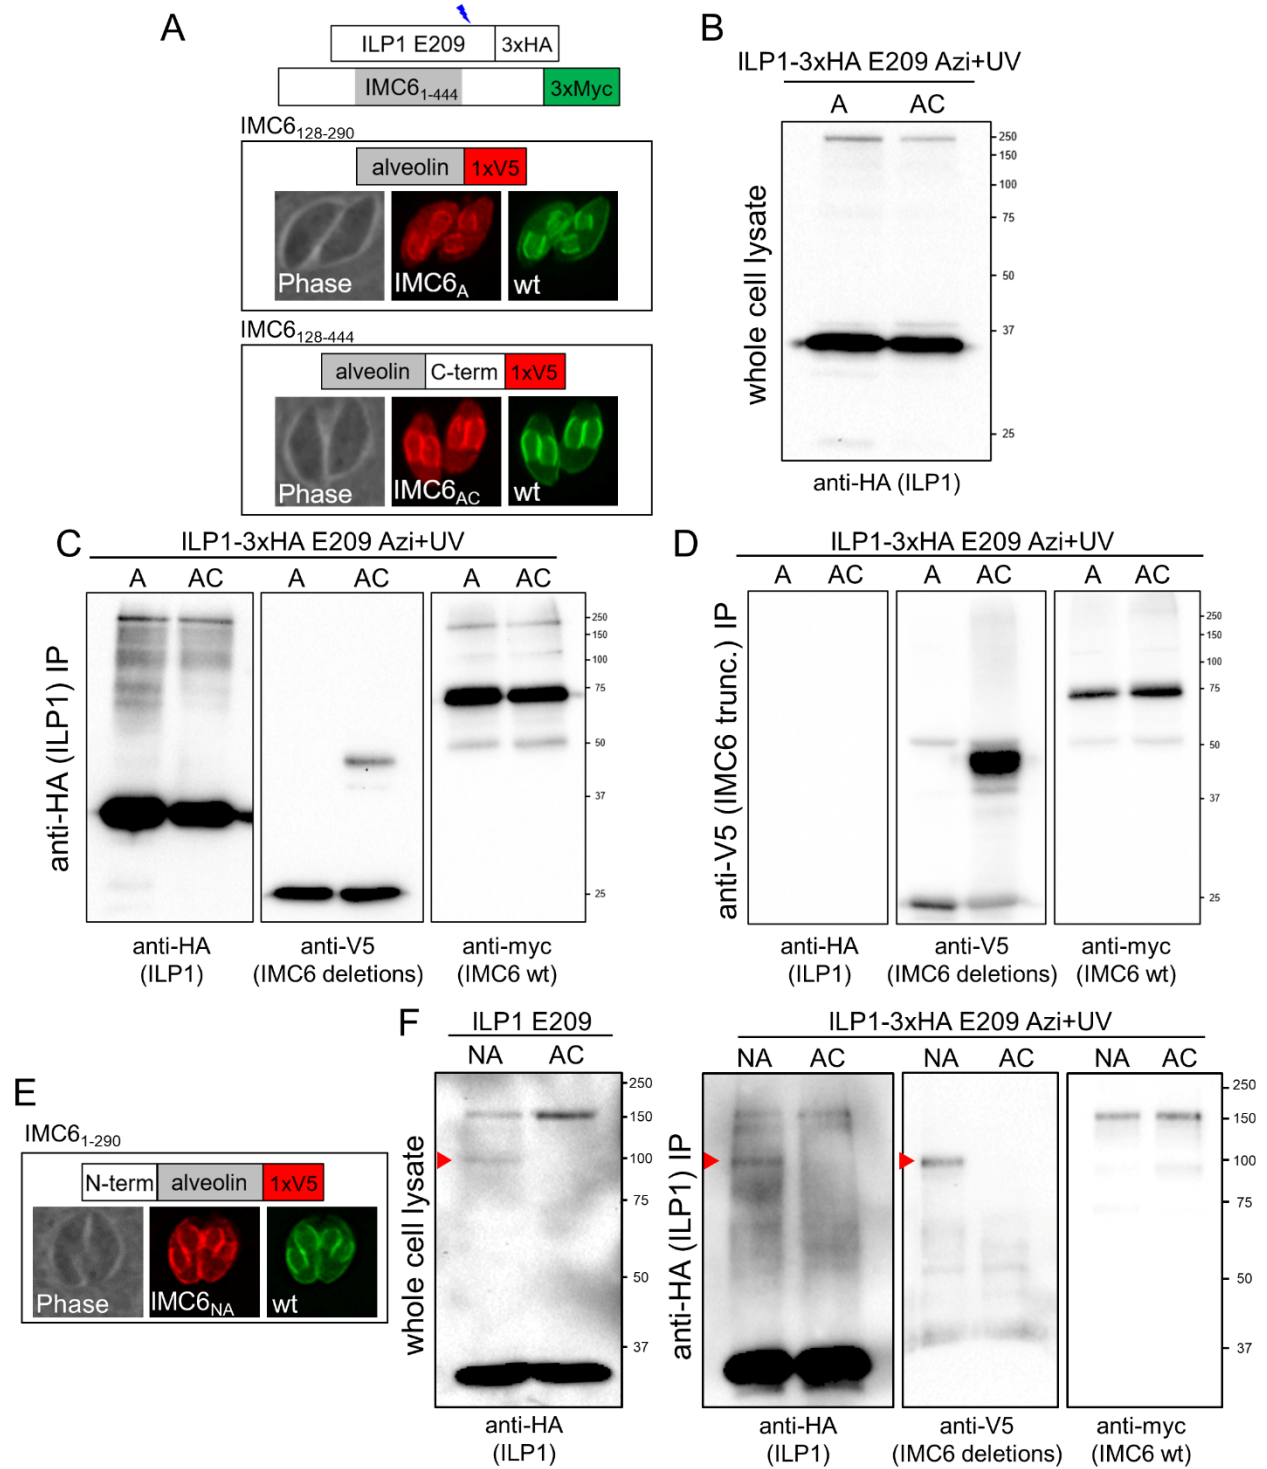 A
ILP1 E209
3xHA
IMC6₁₋₄₄₄
3xMyc
IMC6₁₂₈₋₂₉₀
alveolin
1xV5
Phase
IMC6_A
wt
IMC6₁₂₈₋₄₄₄
alveolin
C-term
1xV5
Phase
IMC6_AC
wt
B
ILP1-3xHA E209 Azi+UV
A AC
whole cell lysate
250
150
100
75
50
37
25
anti-HA (ILP1)
C
ILP1-3xHA E209 Azi+UV
A AC A AC A AC
anti-HA (ILP1) IP
250
150
100
75
50
37
25
anti-HA
(ILP1)
anti-V5
(IMC6 deletions)
anti-myc
(IMC6 wt)
D
ILP1-3xHA E209 Azi+UV
A AC A AC A AC
anti-V5 (IMC6 trunc.) IP
250
150
100
75
50
37
25
anti-HA
(ILP1)
anti-V5
(IMC6 deletions)
anti-myc
(IMC6 wt)
E
IMC6₁₋₂₉₀
N-term
alveolin
1xV5
Phase
IMC6_NA
wt
F
ILP1 E209
NA AC
whole cell lysate
250
150
100
75
50
37
anti-HA
(ILP1)
ILP1-3xHA E209 Azi+UV
NA AC NA AC NA AC
anti-HA (ILP1) IP
250
150
100
75
50
37
anti-HA
(ILP1)
anti-V5
(IMC6 deletions)
anti-myc
(IMC6 wt)